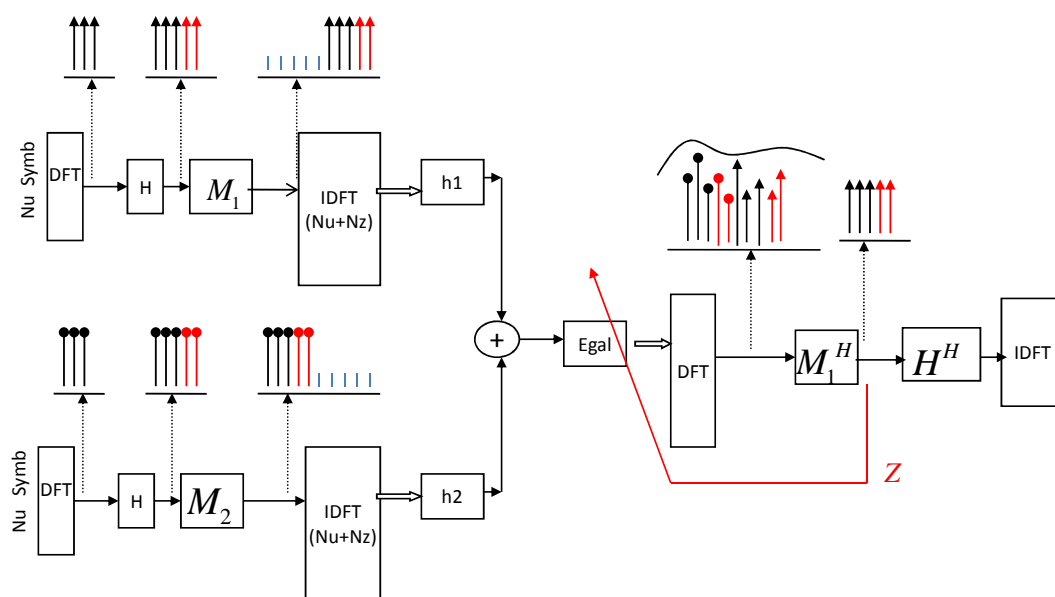 Nu Symb
DFT
H
M₁
IDFT
(Nu+Nz)
h1
Nu Symb
DFT
H
M₂
IDFT
(Nu+Nz)
h2
+
Egal
DFT
M₁ᴴ
Hᴴ
IDFT
Z